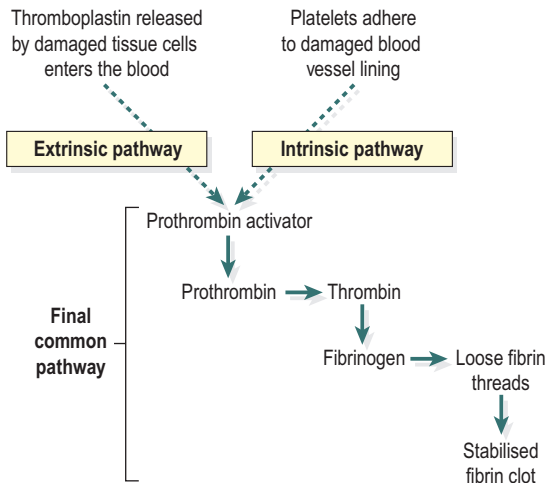 Thromboplastin released
by damaged tissue cells
enters the blood
Platelets adhere
to damaged blood
vessel lining
Extrinsic pathway
Intrinsic pathway
Prothrombin activator
Prothrombin
Thrombin
Final
common
pathway
Fibrinogen
Loose fibrin
threads
Stabilised
fibrin clot